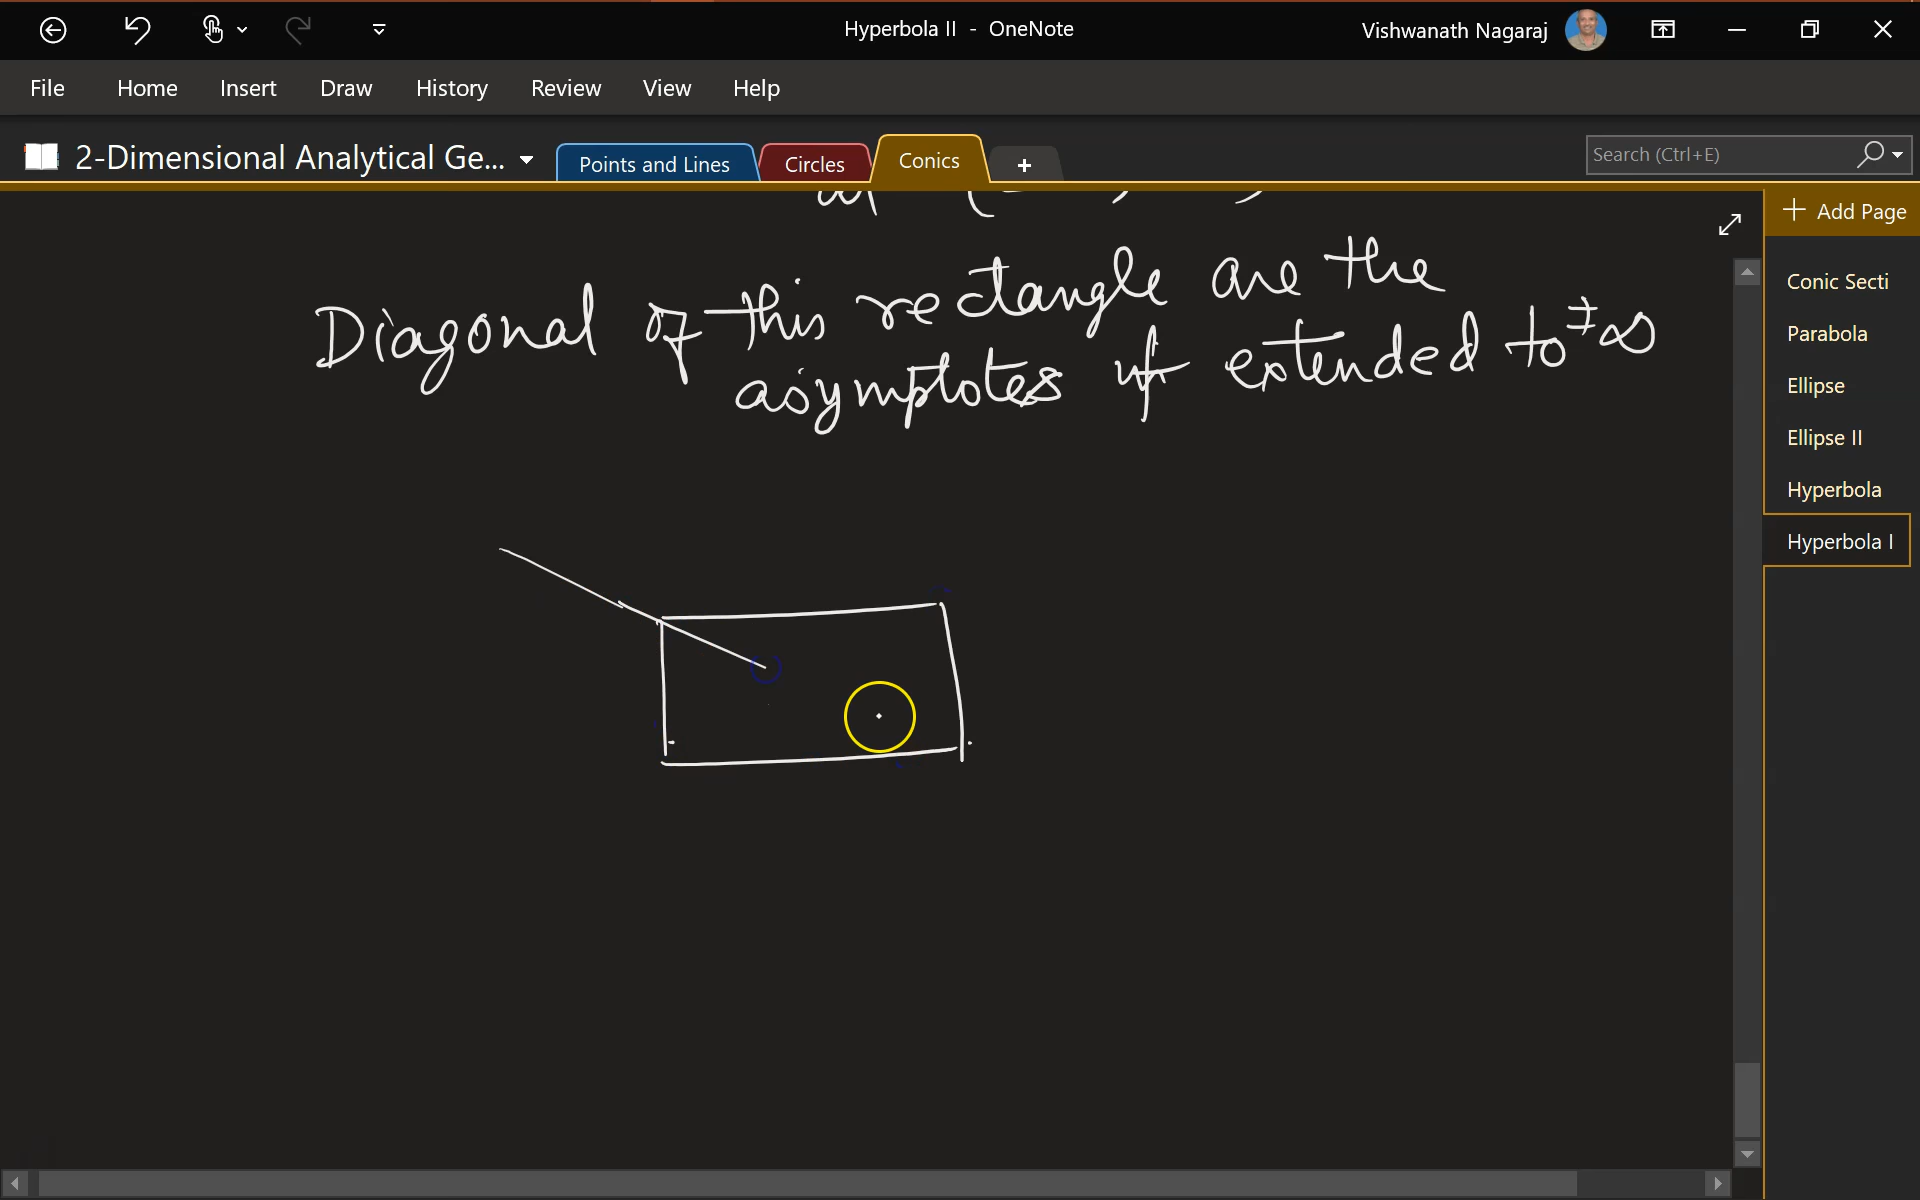 Hyperbola II - OneNote
Vishwanath Nagaraj
File Home Insert Draw History Review View Help
2-Dimensional Analytical Ge...
Points and Lines
Circles
Conics
+
Search (Ctrl+E)
Add Page
Conic Secti
Parabola
Ellipse
Ellipse II
Hyperbola
Hyperbola I
Diagonal of this rectangle are the
asymptotes if extended to ∓∞